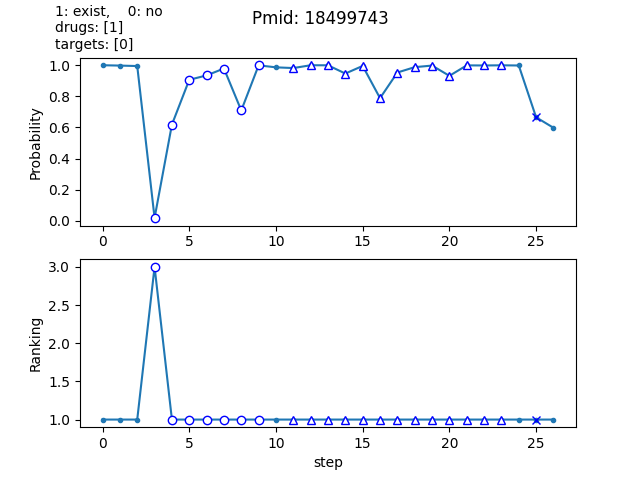 1: exist,    0: no
drugs: [1]
targets: [0]
Pmid: 18499743
1.0
0.8
0.6
0.4
0.2
0.0
Probability
0 5 10 15 20 25
3.0
2.5
2.0
1.5
1.0
Ranking
0 5 10 15 20 25
step